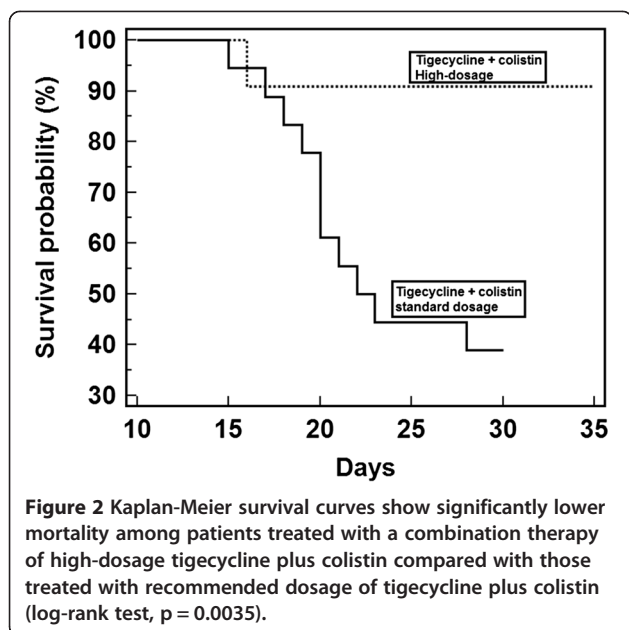 100
90
80
70
60
50
40
30
Survival probability (%)
Tigecycline + colistin
High-dosage
Tigecycline + colistin
standard dosage
10
15
20
25
30
35
Days
Figure 2 Kaplan-Meier survival curves show significantly lower
mortality among patients treated with a combination therapy
of high-dosage tigecycline plus colistin compared with those
treated with recommended dosage of tigecycline plus colistin
(log-rank test, p = 0.0035).